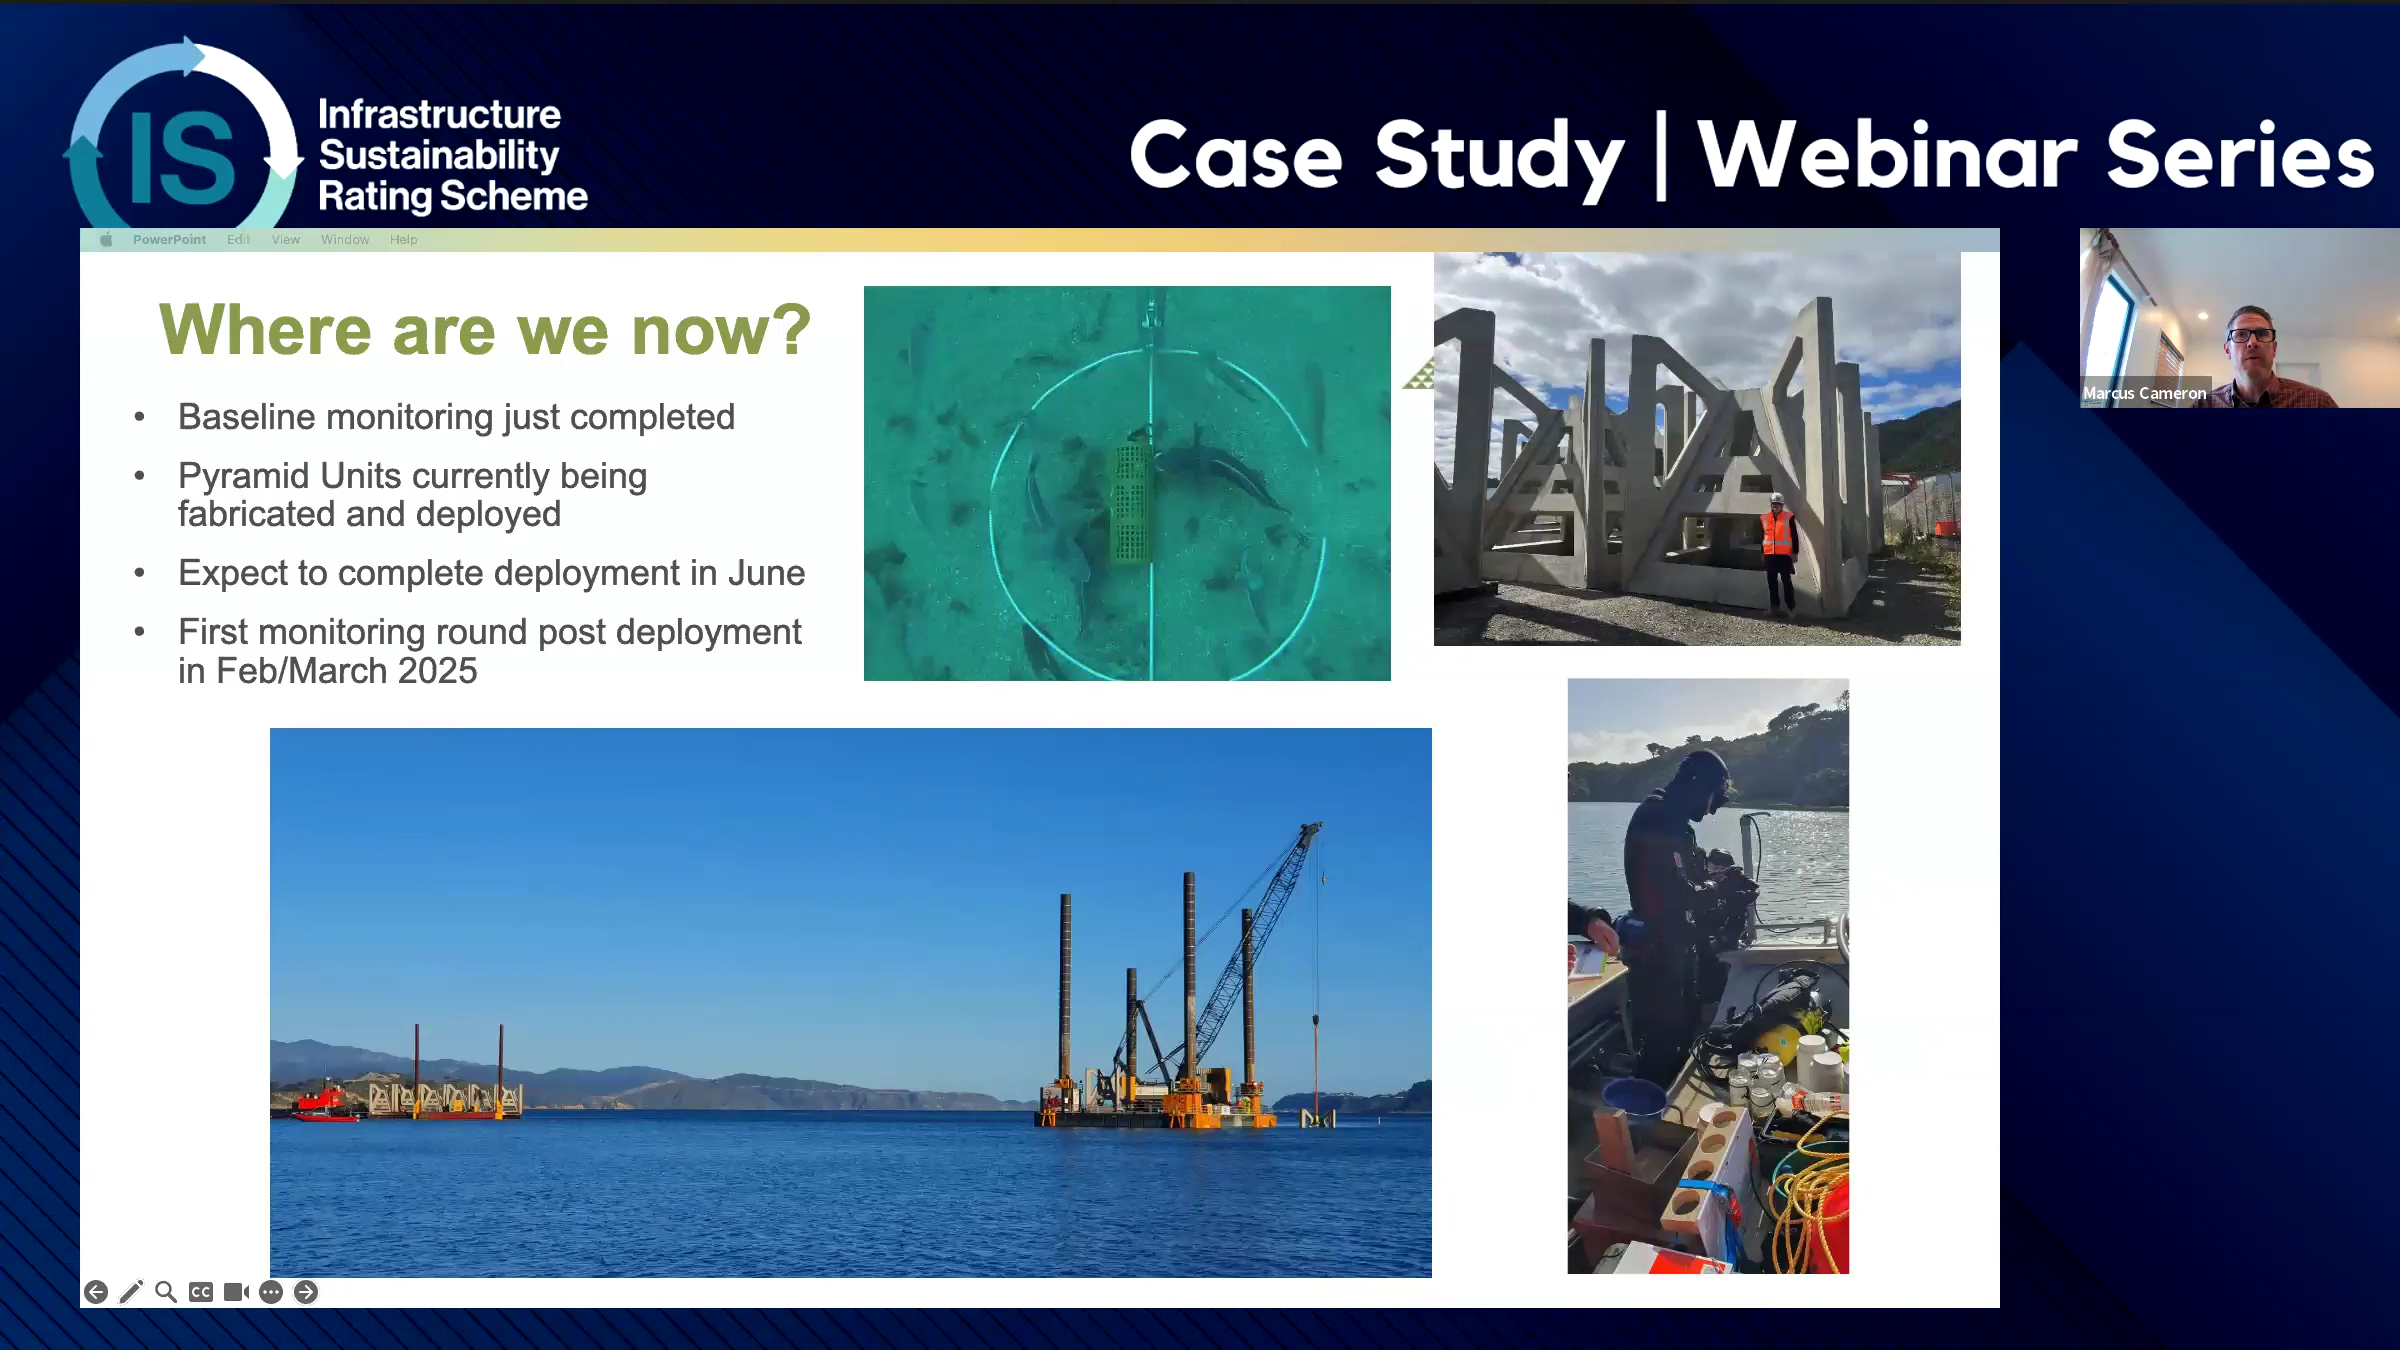 IS
Infrastructure
Sustainability
Rating Scheme
Case Study | Webinar Series
PowerPoint Edit View Window Help
Where are we now?
• Baseline monitoring just completed
• Pyramid Units currently being
fabricated and deployed
• Expect to complete deployment in June
• First monitoring round post deployment
in Feb/March 2025
Marcus Cameron
CC